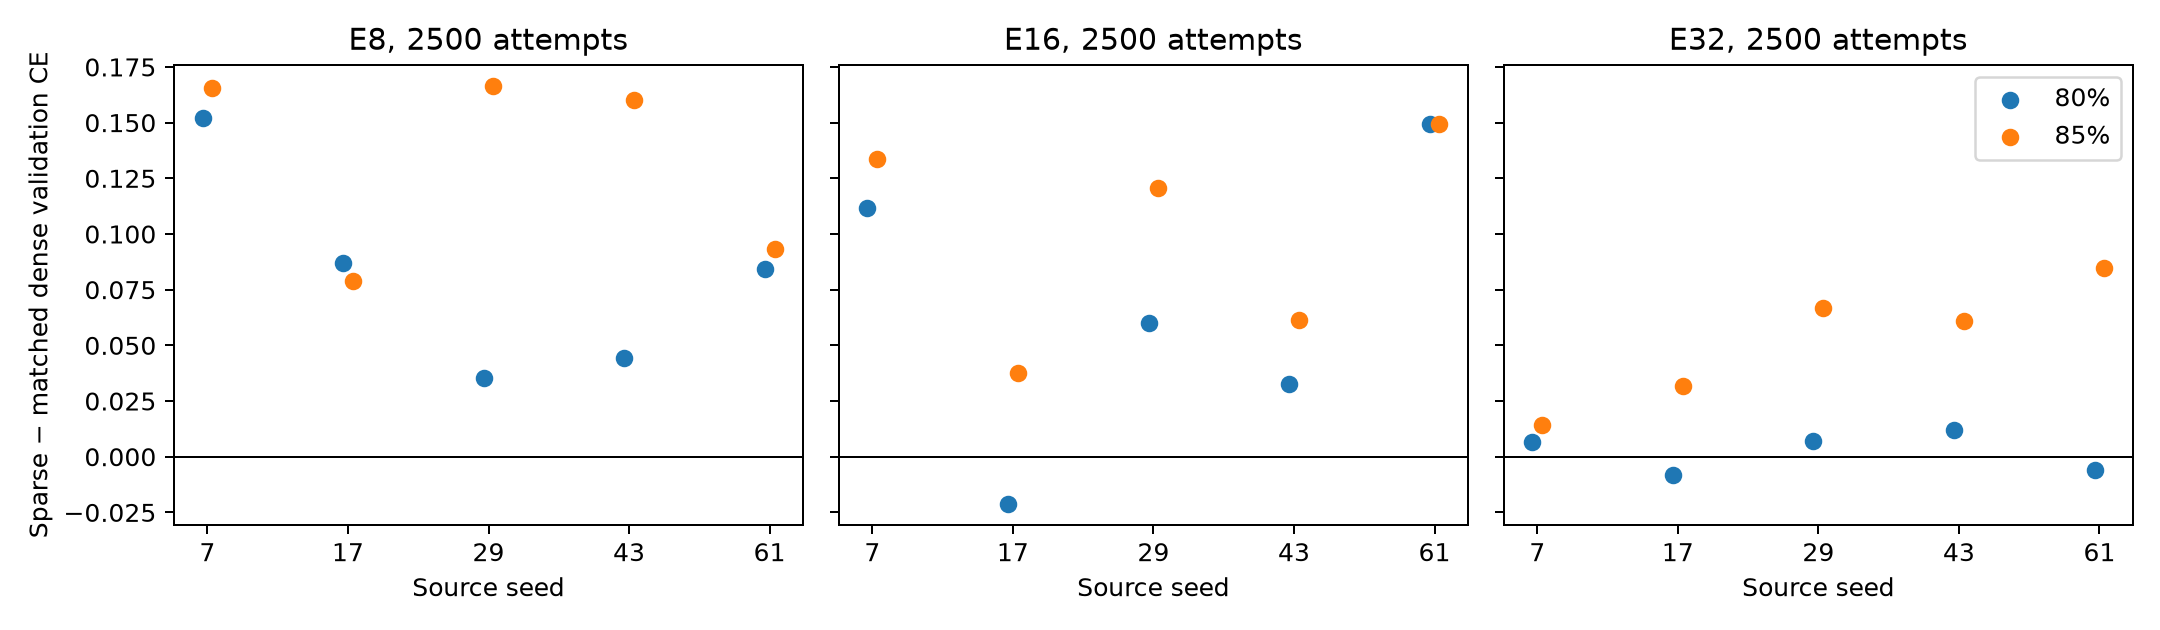 E8, 2500 attempts
E16, 2500 attempts
E32, 2500 attempts
Sparse − matched dense validation CE
0.175
0.150
0.125
0.100
0.075
0.050
0.025
0.000
−0.025
80%
85%
7 17 29 43 61
7 17 29 43 61
7 17 29 43 61
Source seed
Source seed
Source seed